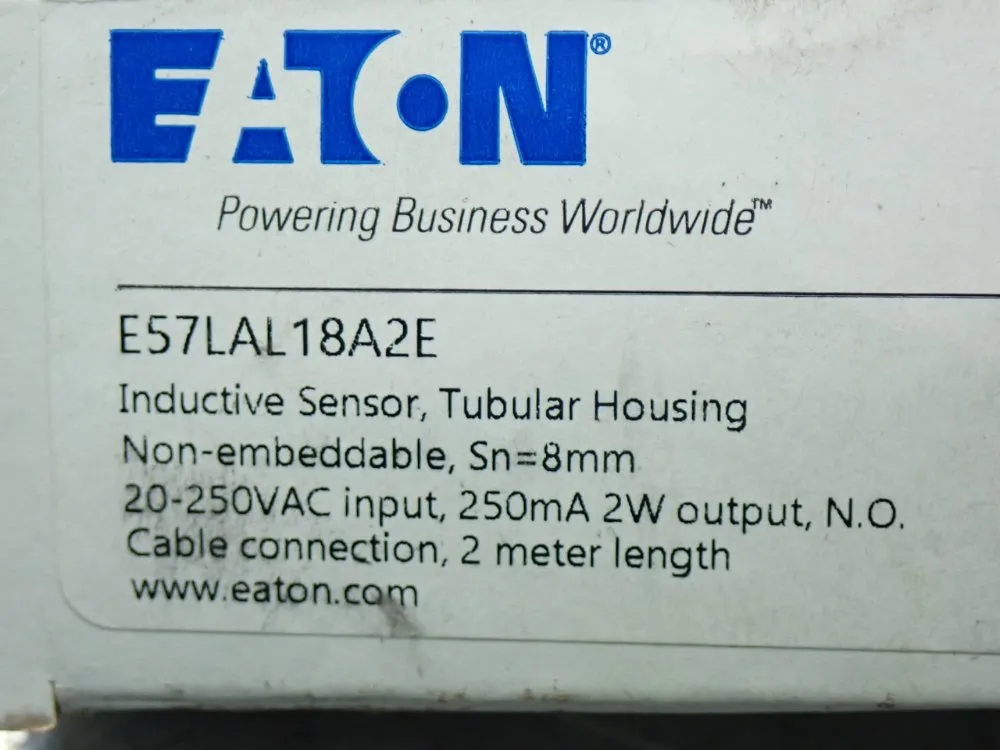 EATON®
Powering Business Worldwide™
E57LAL18A2E
Inductive Sensor, Tubular Housing
Non-embeddable, Sn=8mm
20-250VAC input, 250mA 2W output, N.O.
Cable connection, 2 meter length
www.eaton.com